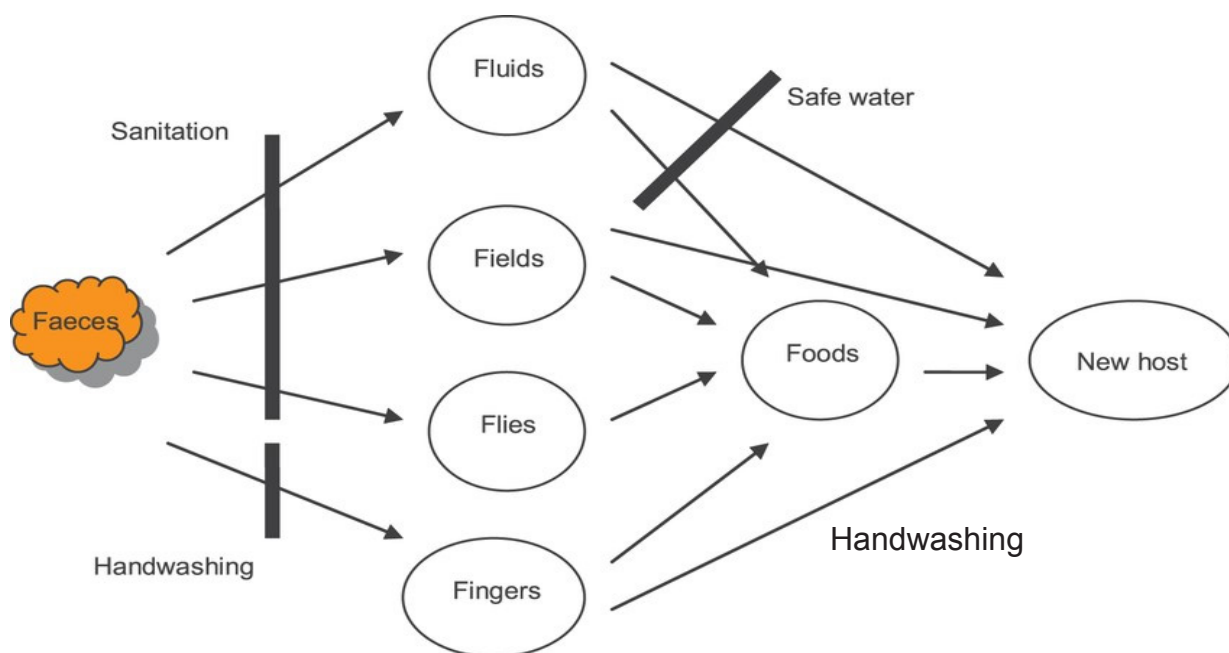 Fluids
Safe water
Sanitation
Fields
Faeces
Foods
New host
Flies
Handwashing
Handwashing
Fingers